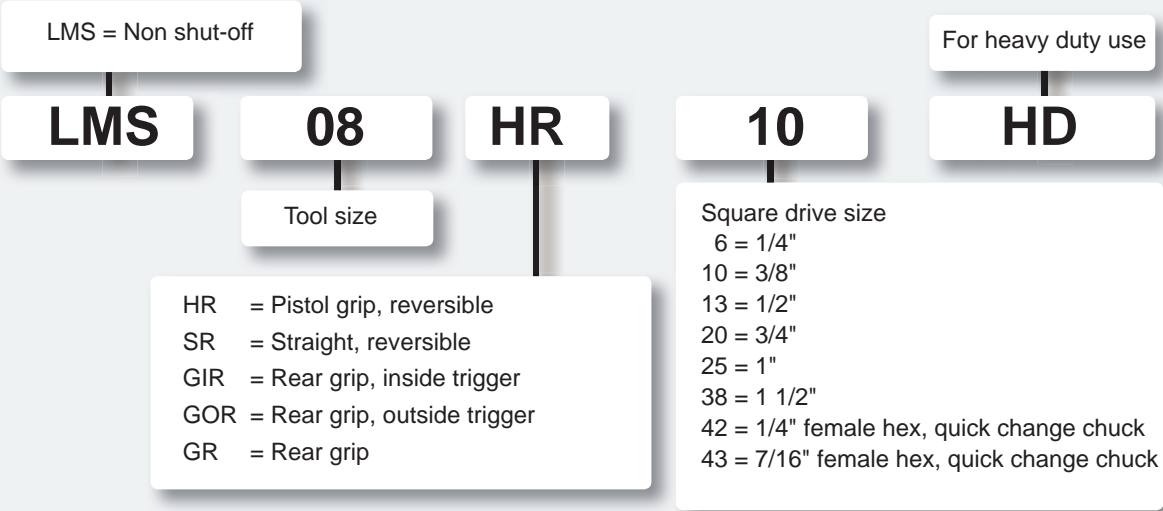 LMS = Non shut-off
For heavy duty use
LMS 08 HR 10 HD
Tool size
HR = Pistol grip, reversible
SR = Straight, reversible
GIR = Rear grip, inside trigger
GOR = Rear grip, outside trigger
GR = Rear grip
Square drive size
6 = 1/4"
10 = 3/8"
13 = 1/2"
20 = 3/4"
25 = 1"
38 = 1 1/2"
42 = 1/4" female hex, quick change chuck
43 = 7/16" female hex, quick change chuck